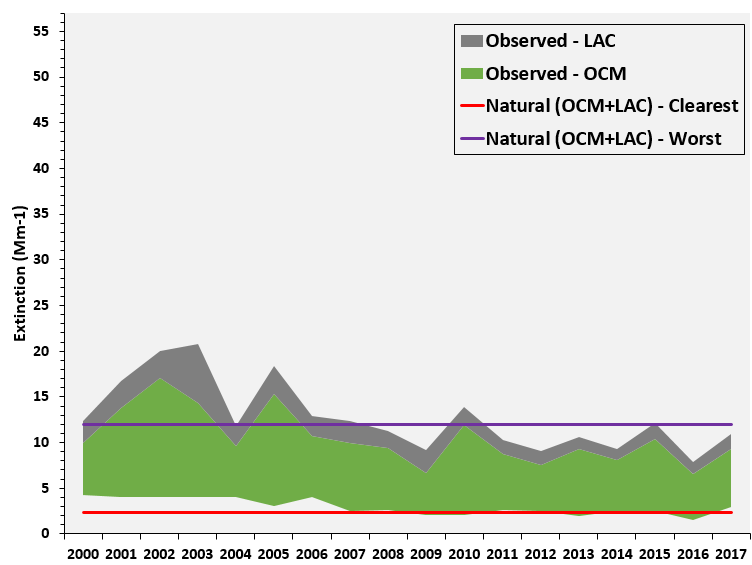 Observed - LAC
Observed - OCM
Natural (OCM+LAC) - Clearest
Natural (OCM+LAC) - Worst
Extinction (Mm-1)
55
50
45
40
35
30
25
20
15
10
5
0
2000 2001 2002 2003 2004 2005 2006 2007 2008 2009 2010 2011 2012 2013 2014 2015 2016 2017